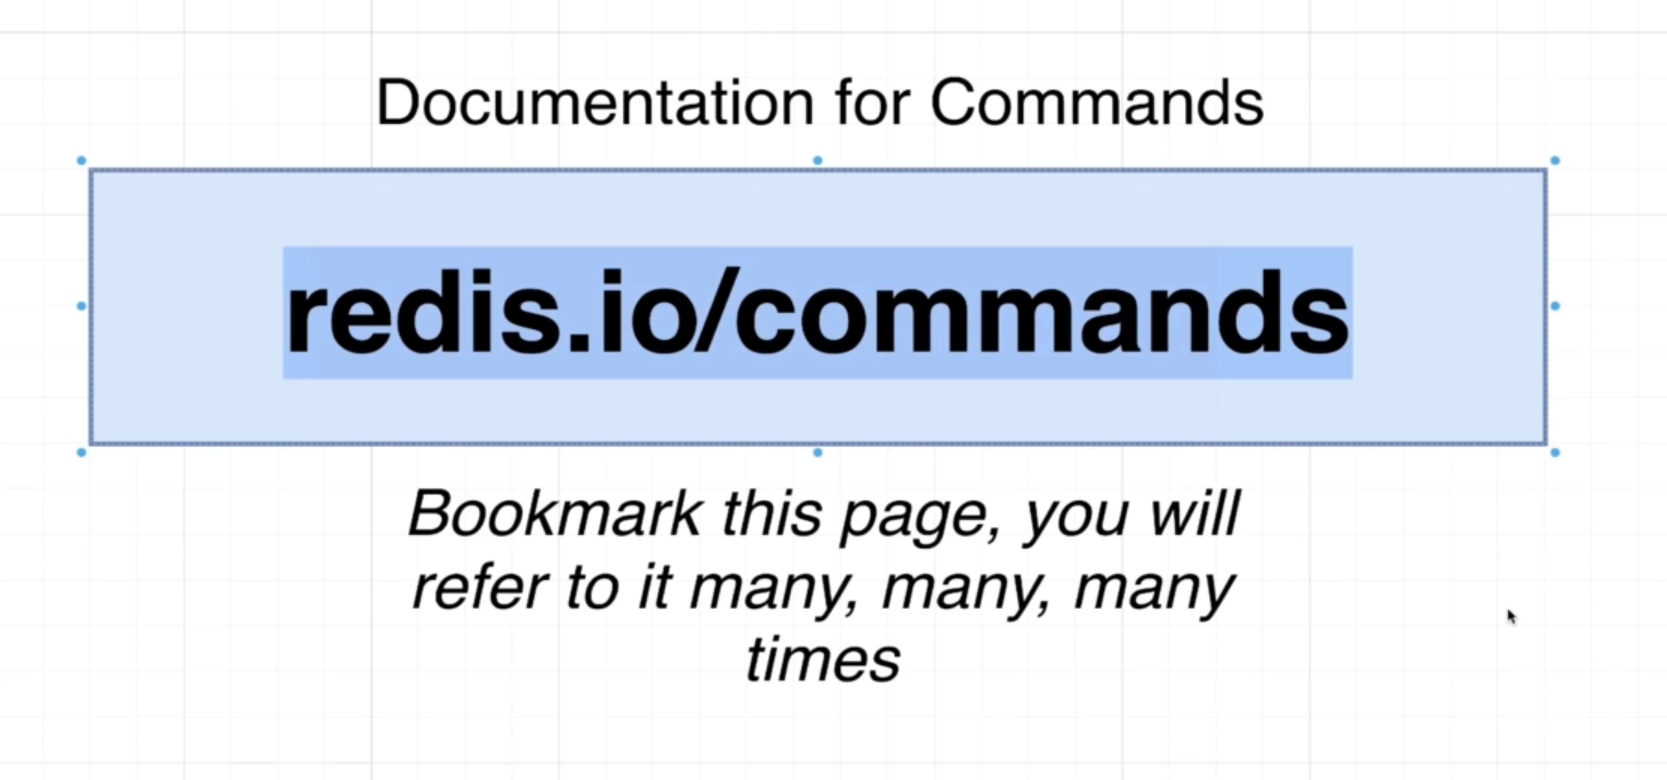 Documentation for Commands
redis.io/commands
Bookmark this page, you will
refer to it many, many, many
times